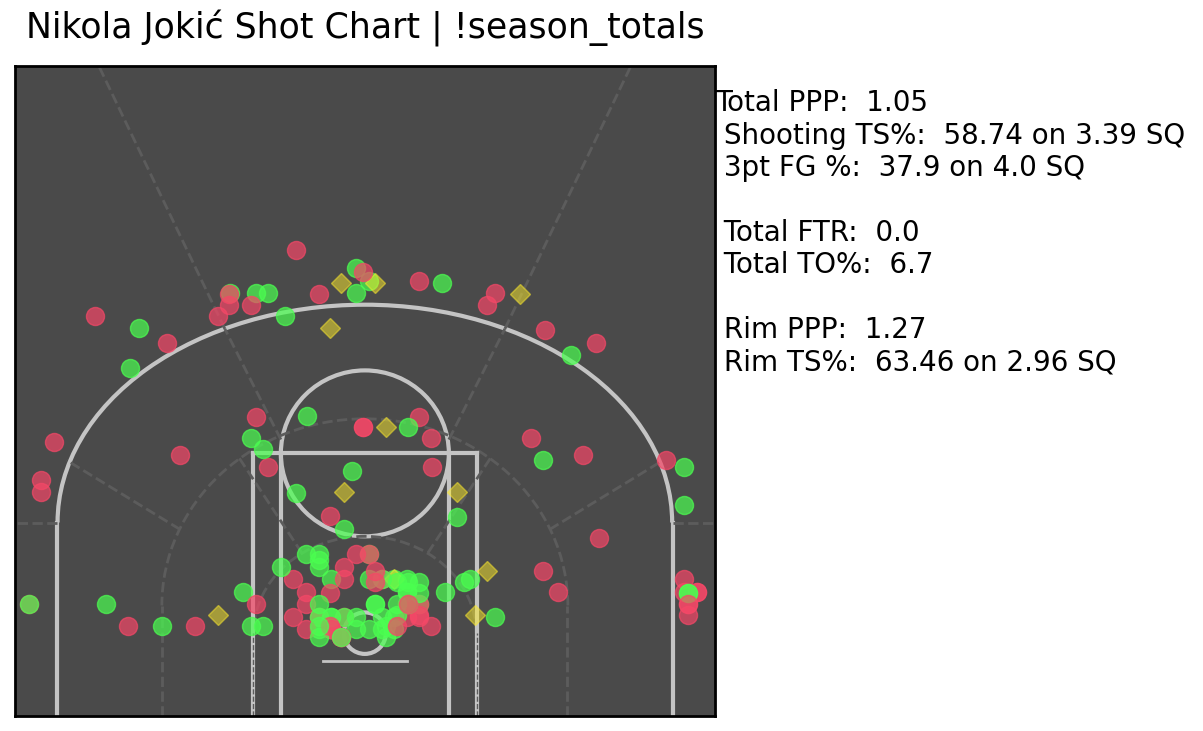 Nikola Jokić Shot Chart | !season_totals
Total PPP: 1.05
Shooting TS%: 58.74 on 3.39 SQ
3pt FG %: 37.9 on 4.0 SQ
Total FTR: 0.0
Total TO%: 6.7
Rim PPP: 1.27
Rim TS%: 63.46 on 2.96 SQ